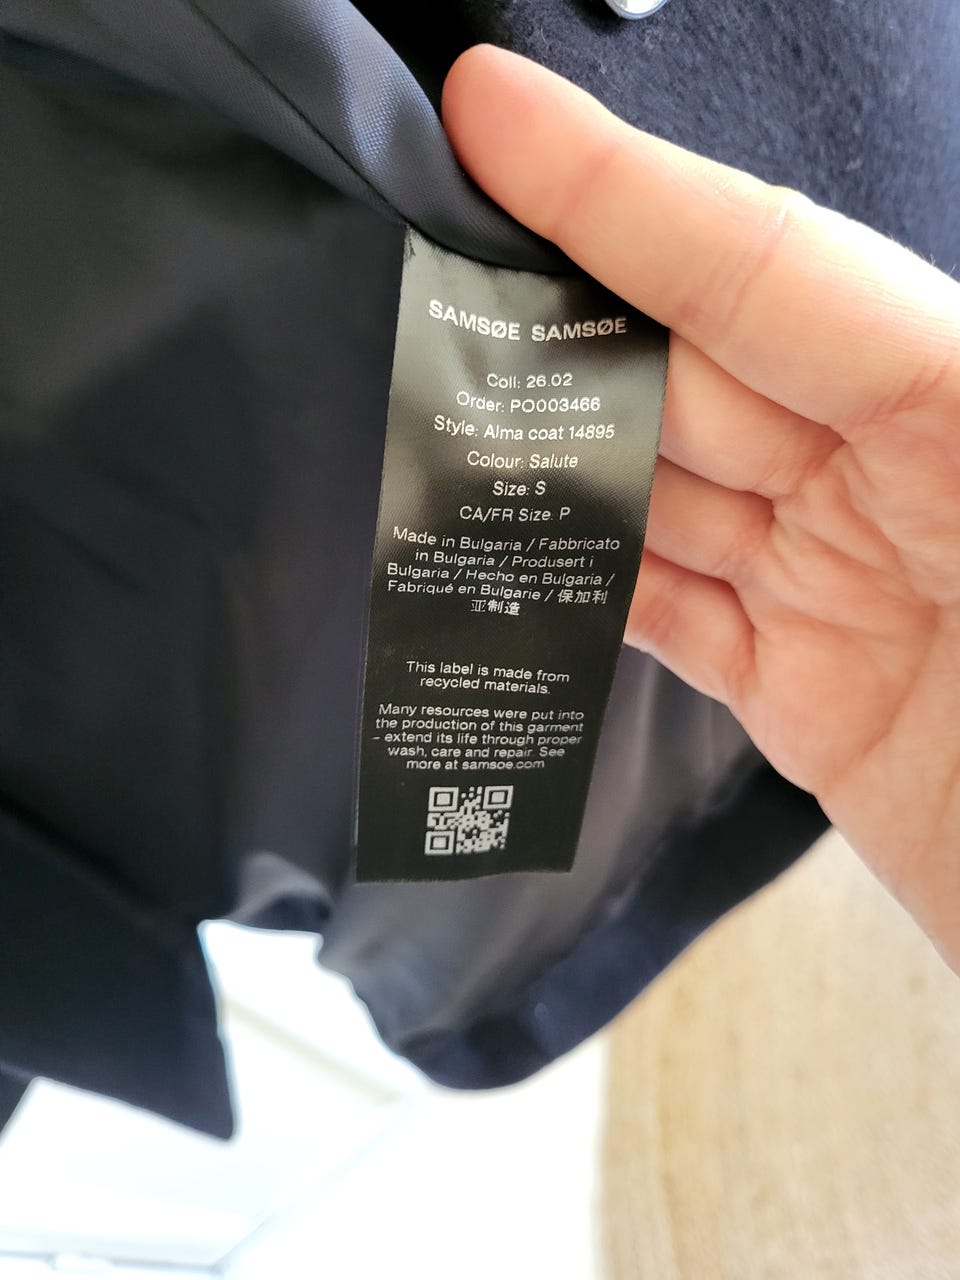 SAMSØE SAMSØE
Coll: 26.02
Order: PO003466
Style: Alma coat 14895
Colour: Salute
Size: S
CA/FR Size. P
Made in Bulgaria / Fabbricato
in Bulgaria / Produsert i
Bulgaria / Hecho en Bulgaria /
Fabriqué en Bulgarie / 保加利
亚制造
This label is made from
recycled materials.
Many resources were put into
the production of this garment
– extend its life through proper
wash, care and repair. See
more at samsoe.com